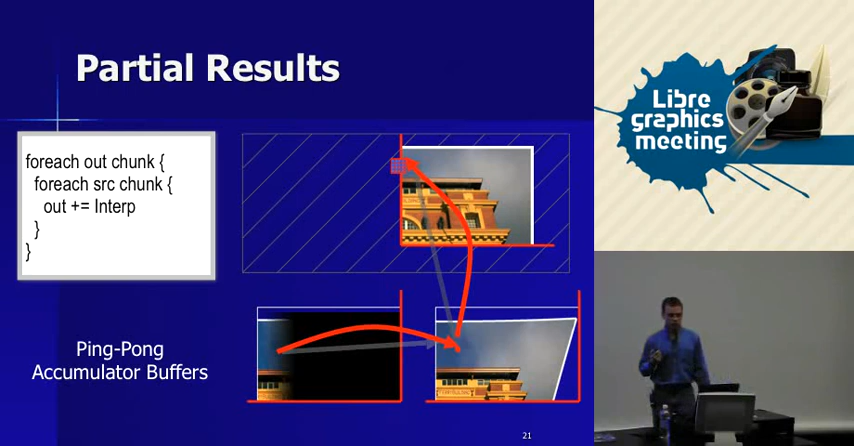 Partial Results
foreach out chunk {
foreach src chunk {
out += Interp
}
}
Ping-Pong
Accumulator Buffers
21
Libre
graphics
meeting